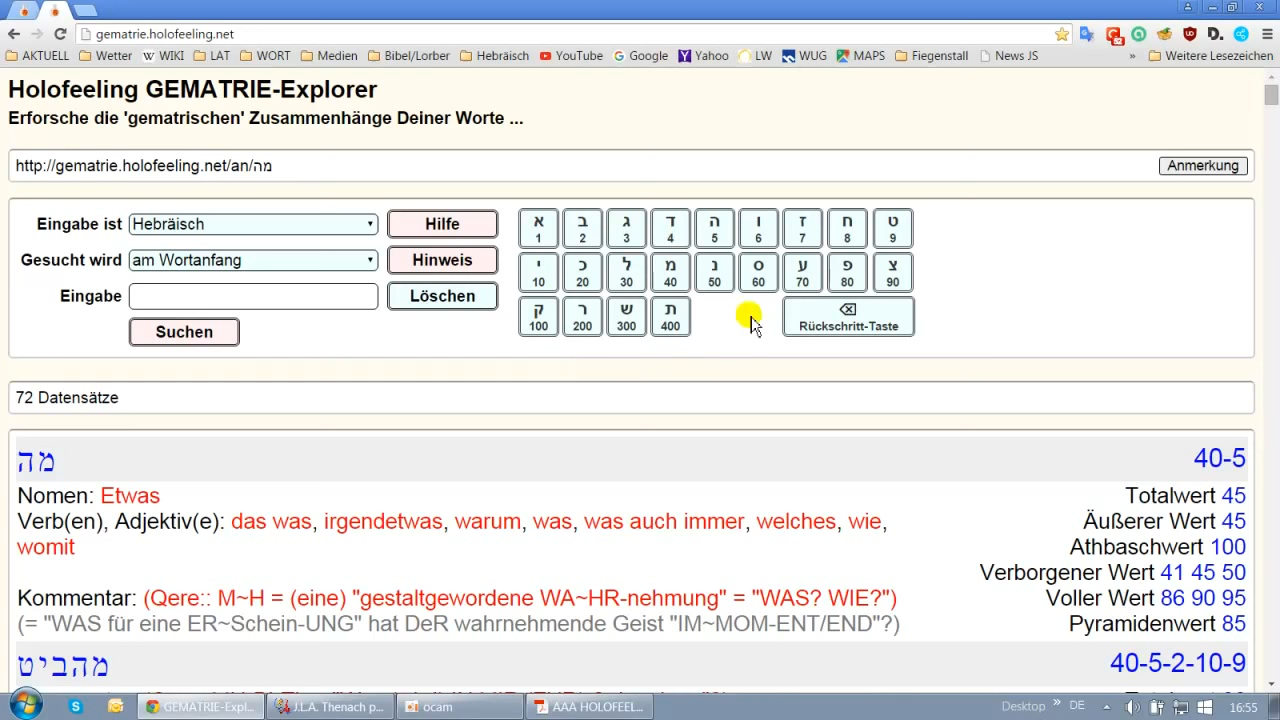 gematrie.holofeeling.net
AKTUELL Wetter W WIKI LAT WORT Medien Bibel/Lorber Hebräisch YouTube Google Yahoo LW WUG MAPS Fiegenstall News JS » Weitere Lesezeichen
Holofeeling GEMATRIE-Explorer
Erforsche die 'gematrischen' Zusammenhänge Deiner Worte ...
http://gematrie.holofeeling.net/an/מה Anmerkung
Eingabe ist Hebräisch Hilfe
Gesucht wird am Wortanfang Hinweis
Eingabe Löschen
Suchen
א ב ג ד ה ו ז ח ט
1 2 3 4 5 6 7 8 9
י כ ל מ נ ס ע פ צ
10 20 30 40 50 60 70 80 90
ק ר ש ת
100 200 300 400 Rückschritt-Taste
72 Datensätze
מה 40-5
Nomen: Etwas Totalwert 45
Verb(en), Adjektiv(e): das was, irgendetwas, warum, was, was auch immer, welches, wie, Äußerer Wert 45
womit Athbaschwert 100
Verborgener Wert 41 45 50
Kommentar: (Qere:: M~H = (eine) "gestaltgewordene WA~HR-nehmung" = "WAS? WIE?") Voller Wert 86 90 95
(= "WAS für eine ER~Schein-UNG" hat DeR wahrnehmende Geist "IM~MOM-ENT/END"?) Pyramidenwert 85
מהביט 40-5-2-10-9
GEMATRIE-Expl... J.L.A. Thenach p... ocam AAA HOLOFEEL... Desktop » DE 16:55